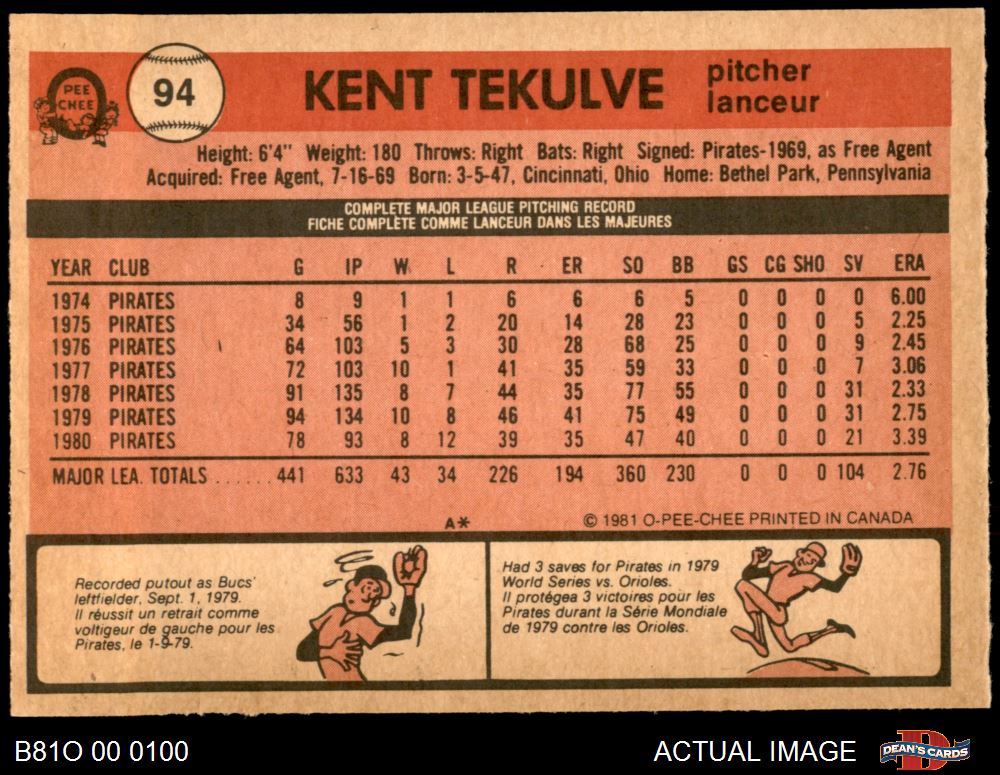 PEE
CHEE
94
KENT TEKULVE
pitcher
lanceur
Height: 6'4" Weight: 180 Throws: Right Bats: Right Signed: Pirates-1969, as Free Agent
Acquired: Free Agent, 7-16-69 Born: 3-5-47, Cincinnati, Ohio Home: Bethel Park, Pennsylvania
COMPLETE MAJOR LEAGUE PITCHING RECORD
FICHE COMPLÈTE COMME LANCEUR DANS LES MAJEURES
YEAR CLUB G IP W L R ER SO BB GS CG SHO SV ERA
1974 PIRATES 8 9 1 1 6 6 6 5 0 0 0 0 6.00
1975 PIRATES 34 56 1 2 20 14 28 23 0 0 0 5 2.25
1976 PIRATES 64 103 5 3 30 28 68 25 0 0 0 9 2.45
1977 PIRATES 72 103 10 1 41 35 59 33 0 0 0 7 3.06
1978 PIRATES 91 135 8 7 44 35 77 55 0 0 0 31 2.33
1979 PIRATES 94 134 10 8 46 41 75 49 0 0 0 31 2.75
1980 PIRATES 78 93 8 12 39 35 47 40 0 0 0 21 3.39
MAJOR LEA. TOTALS ...... 441 633 43 34 226 194 360 230 0 0 0 104 2.76
A* © 1981 O-PEE-CHEE PRINTED IN CANADA
Recorded putout as Bucs'
leftfielder, Sept. 1, 1979.
Il réussit un retrait comme
voltigeur de gauche pour les
Pirates, le 1-9-79.
Had 3 saves for Pirates in 1979
World Series vs. Orioles.
Il protégea 3 victoires pour les
Pirates durant la Série Mondiale
de 1979 contre les Orioles.
B81O 00 0100
ACTUAL IMAGE
DEAN'S CARDS